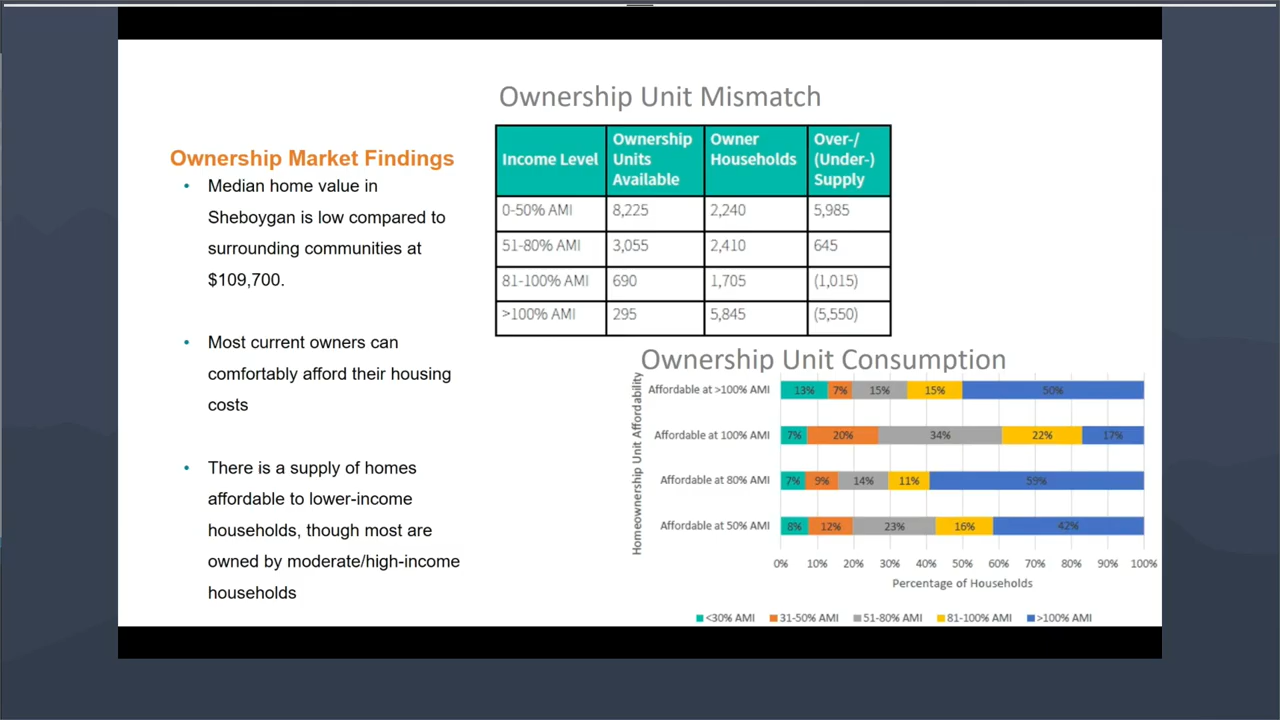 Ownership Market Findings
• Median home value in
Sheboygan is low compared to
surrounding communities at
$109,700.
• Most current owners can
comfortably afford their housing
costs
• There is a supply of homes
affordable to lower-income
households, though most are
owned by moderate/high-income
households
Ownership Unit Mismatch
Income Level | Ownership Units Available | Owner Households | Over-/ (Under-) Supply
0-50% AMI | 8,225 | 2,240 | 5,985
51-80% AMI | 3,055 | 2,410 | 645
81-100% AMI | 690 | 1,705 | (1,015)
>100% AMI | 295 | 5,845 | (5,550)
Ownership Unit Consumption
Homeownership Unit Affordability
Affordable at >100% AMI 13% 7% 15% 15% 50%
Affordable at 100% AMI 7% 20% 34% 22% 17%
Affordable at 80% AMI 7% 9% 14% 11% 59%
Affordable at 50% AMI 8% 12% 23% 16% 42%
0% 10% 20% 30% 40% 50% 60% 70% 80% 90% 100%
Percentage of Households
<30% AMI 31-50% AMI 51-80% AMI 81-100% AMI >100% AMI